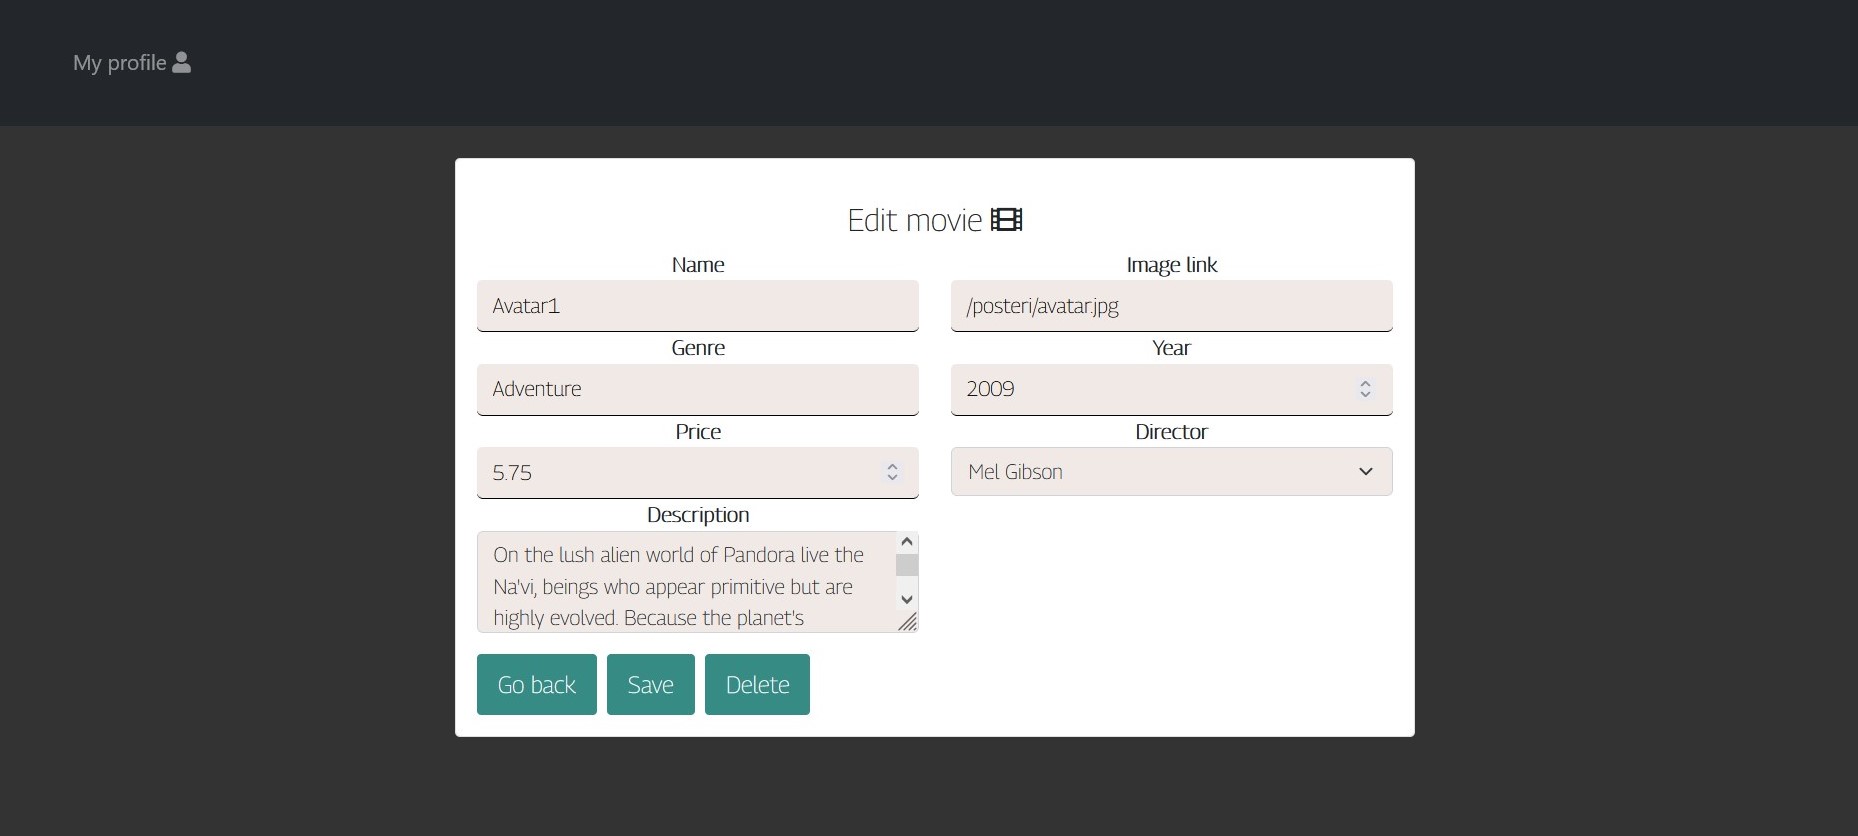 My profile
Edit movie
Name
Image link
Avatar1
/posteri/avatar.jpg
Genre
Year
Adventure
2009
Price
Director
5.75
Mel Gibson
Description
On the lush alien world of Pandora live the
Na'vi, beings who appear primitive but are
highly evolved. Because the planet's
Go back
Save
Delete